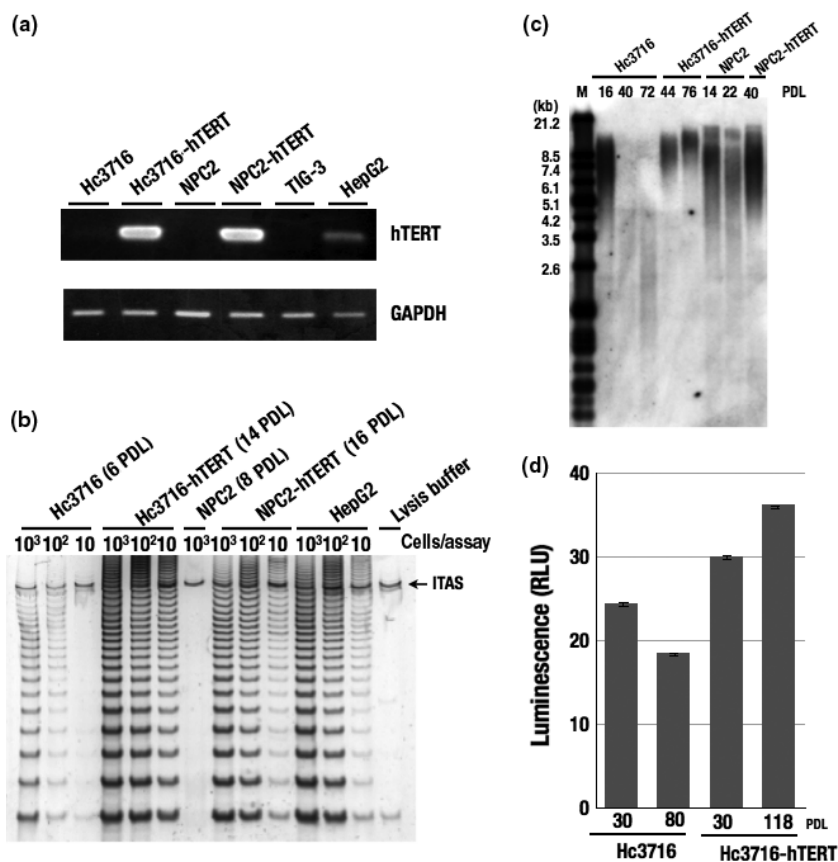 (a)
Hc3716
Hc3716-hTERT
NPC2
NPC2-hTERT
TIG-3
HepG2
hTERT
GAPDH
(b)
Hc3716 (6 PDL)
Hc3716-hTERT (14 PDL)
NPC2 (8 PDL)
NPC2-hTERT (16 PDL)
HepG2
Lysis buffer
10³ 10² 10 10³ 10² 10 10³ 10³ 10² 10 10³ 10² 10 Cells/assay
ITAS
(c)
Hc3716
Hc3716-hTERT
NPC2
NPC2-hTERT
M 16 40 72 44 76 14 22 40 PDL
(kb)
21.2
8.5
7.4
6.1
5.1
4.2
3.5
2.6
(d)
Luminescence (RLU)
40
30
20
10
0
30 80 30 118 PDL
Hc3716 Hc3716-hTERT